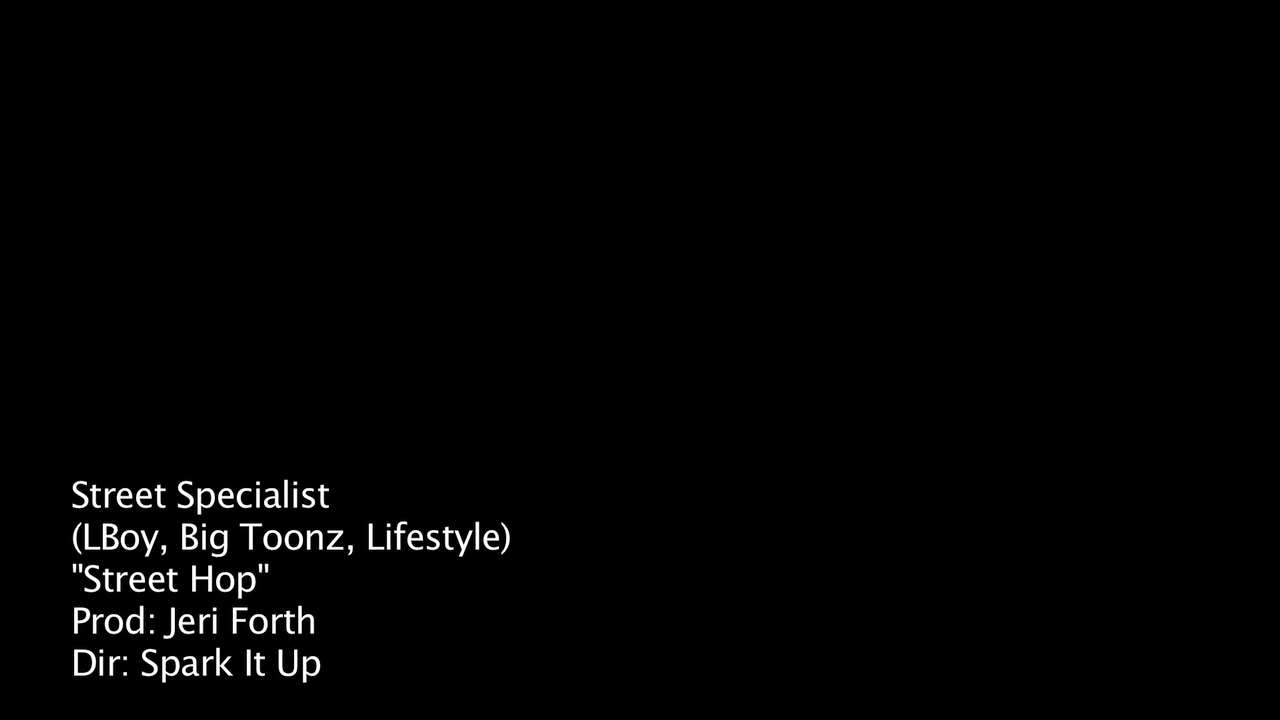 Street Specialist
(LBoy, Big Toonz, Lifestyle)
"Street Hop"
Prod: Jeri Forth
Dir: Spark It Up